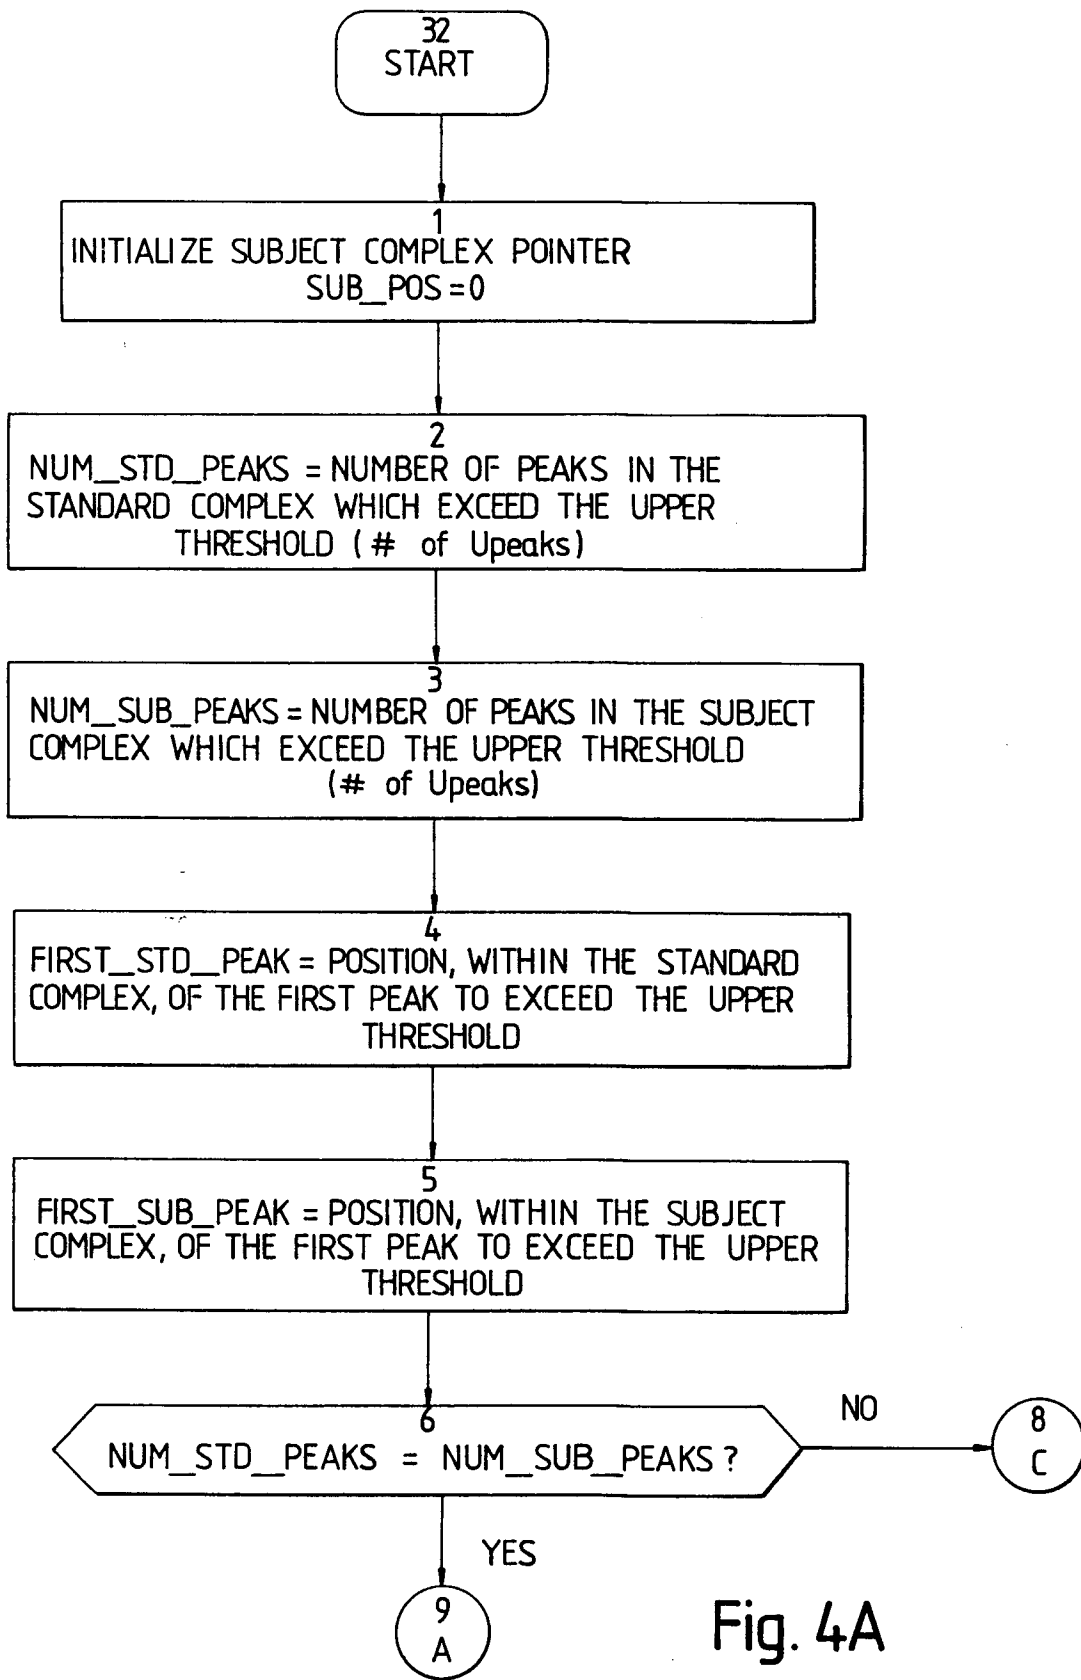 32
START
1
INITIALIZE SUBJECT COMPLEX POINTER
SUB_POS=0
2
NUM_STD_PEAKS = NUMBER OF PEAKS IN THE
STANDARD COMPLEX WHICH EXCEED THE UPPER
THRESHOLD (# of Upeaks)
3
NUM_SUB_PEAKS = NUMBER OF PEAKS IN THE SUBJECT
COMPLEX WHICH EXCEED THE UPPER THRESHOLD
(# of Upeaks)
4
FIRST_STD_PEAK = POSITION, WITHIN THE STANDARD
COMPLEX, OF THE FIRST PEAK TO EXCEED THE UPPER
THRESHOLD
5
FIRST_SUB_PEAK = POSITION, WITHIN THE SUBJECT
COMPLEX, OF THE FIRST PEAK TO EXCEED THE UPPER
THRESHOLD
6
NUM_STD_PEAKS = NUM_SUB_PEAKS ?
NO
8
C
YES
9
A
Fig. 4A